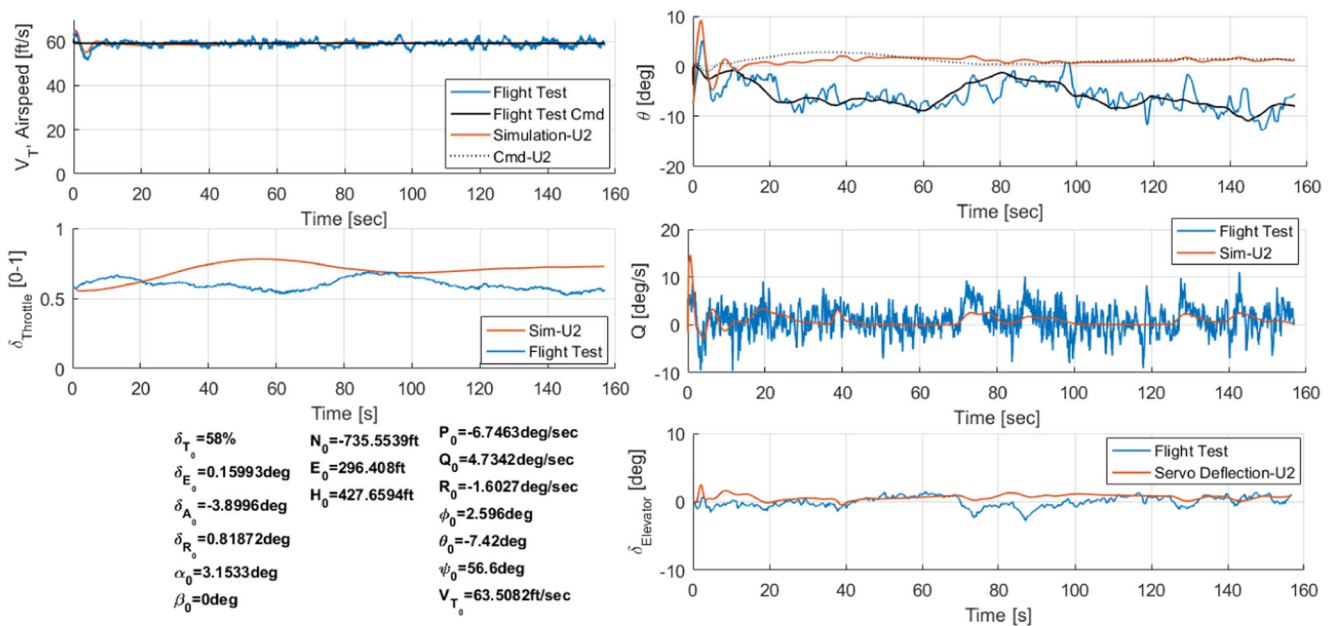 80
60
40
20
0
V_T, Airspeed [ft/s]
Flight Test
Flight Test Cmd
Simulation-U2
Cmd-U2
0 20 40 60 80 100 120 140 160
Time [sec]
10
0
-10
-20
θ [deg]
0 20 40 60 80 100 120 140 160
Time [sec]
1
0.5
0
δ_Throttle [0-1]
Sim-U2
Flight Test
0 20 40 60 80 100 120 140 160
Time [s]
Flight Test
Sim-U2
20
10
0
-10
Q [deg/s]
0 20 40 60 80 100 120 140 160
Time [sec]
δ_T_0=58%
δ_E_0=0.15993deg
δ_A_0=-3.8996deg
δ_R_0=0.81872deg
α_0=3.1533deg
β_0=0deg
N_0=-735.5539ft
E_0=296.408ft
H_0=427.6594ft
P_0=-6.7463deg/sec
Q_0=4.7342deg/sec
R_0=-1.6027deg/sec
ϕ_0=2.596deg
θ_0=-7.42deg
ψ_0=56.6deg
V_T_0=63.5082ft/sec
10
0
-10
δ_Elevator [deg]
Flight Test
Servo Deflection-U2
0 20 40 60 80 100 120 140 160
Time [s]